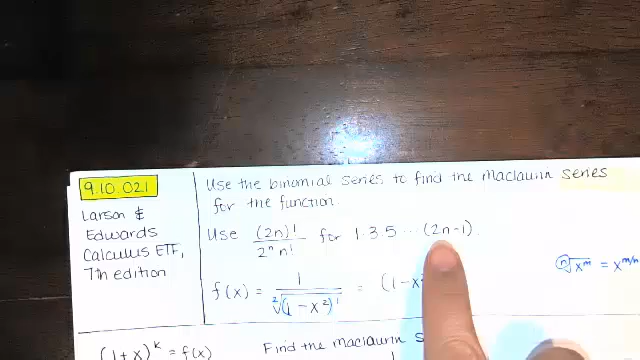 9.10.021
Larson &
Edwards
Calculus ETF,
7th edition
Use the binomial series to find the Maclaurin series
for the function.
Use (2n)! / 2ⁿ n! for 1·3·5 ··· (2n-1).
f(x) = 1 / ²√(1 - x²)¹ = (1-x²
ⁿ√xᵐ = x^m/n
(1+x)ᵏ = f(x)
Find the maclaurin s